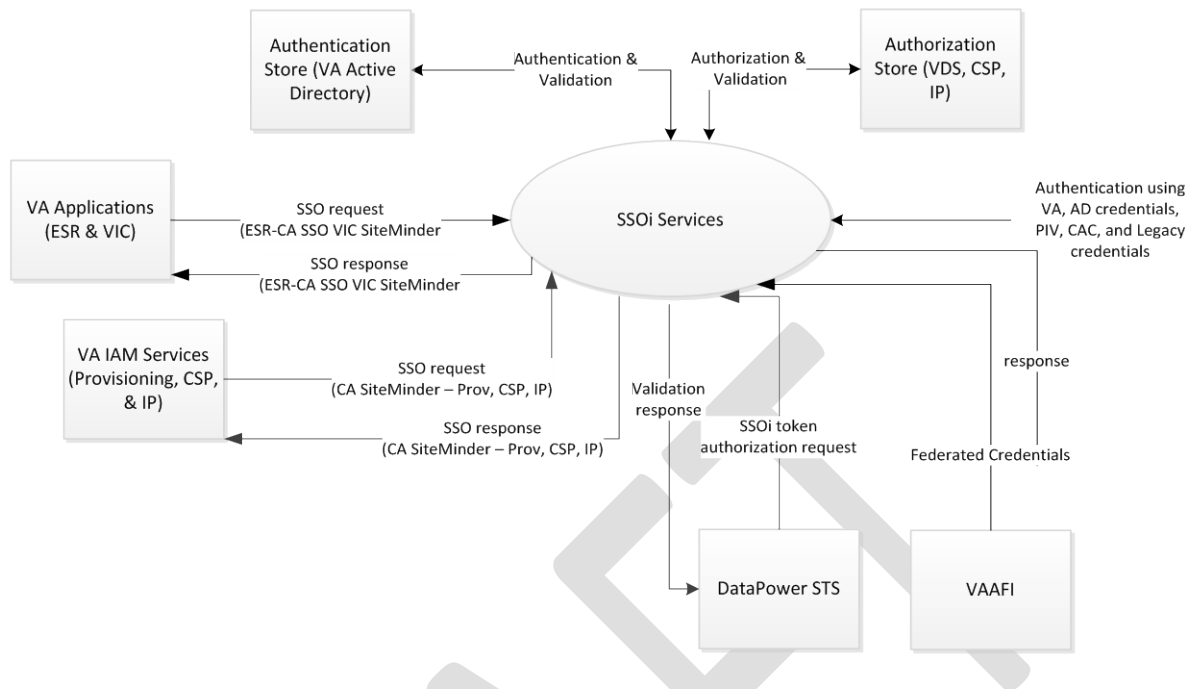 Authentication
Store (VA Active
Directory)
Authentication &
Validation
Authorization &
Validation
Authorization
Store (VDS, CSP,
IP)
VA Applications
(ESR & VIC)
SSO request
(ESR-CA SSO VIC SiteMinder
SSO response
(ESR-CA SSO VIC SiteMinder
SSOi Services
Authentication using
VA, AD credentials,
PIV, CAC, and Legacy
credentials
VA IAM Services
(Provisioning, CSP,
& IP)
SSO request
(CA SiteMinder – Prov, CSP, IP)
SSO response
(CA SiteMinder – Prov, CSP, IP)
Validation
response
SSOi token
authorization request
response
Federated Credentials
DataPower STS
VAAFI